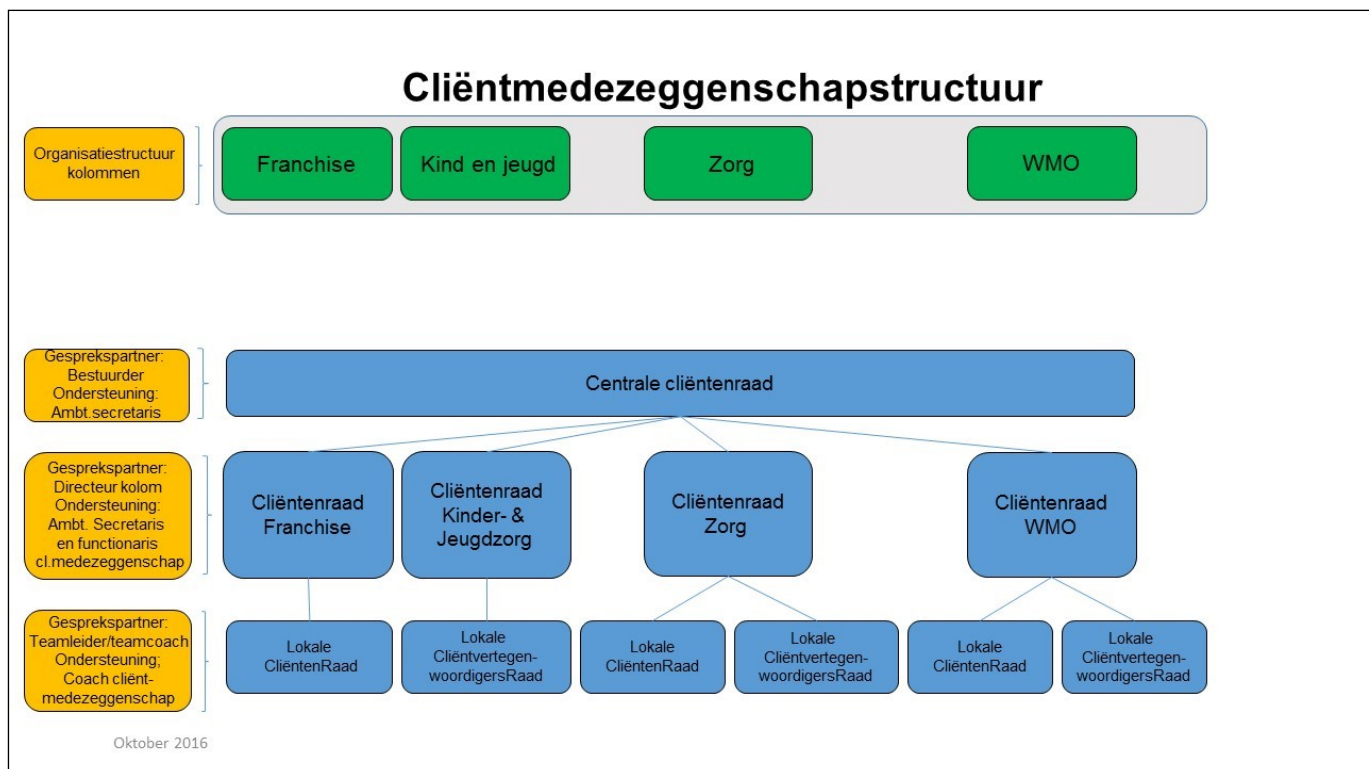 Cliëntmedezeggenschapstructuur
Organisatiestructuur
kolommen
Franchise
Kind en jeugd
Zorg
WMO
Gesprekspartner:
Bestuurder
Ondersteuning:
Ambt.secretaris
Centrale cliëntenraad
Gesprekspartner:
Directeur kolom
Ondersteuning:
Ambt. Secretaris
en functionaris
cl.medezeggenschap
Cliëntenraad
Franchise
Cliëntenraad
Kinder- &
Jeugdzorg
Cliëntenraad
Zorg
Cliëntenraad
WMO
Gesprekspartner:
Teamleider/teamcoach
Ondersteuning;
Coach cliënt-
medezeggenschap
Lokale
CliëntenRaad
Lokale
Cliëntvertegen-
woordigersRaad
Lokale
CliëntenRaad
Lokale
Cliëntvertegen-
woordigersRaad
Lokale
CliëntenRaad
Lokale
Cliëntvertegen-
woordigersRaad
Oktober 2016